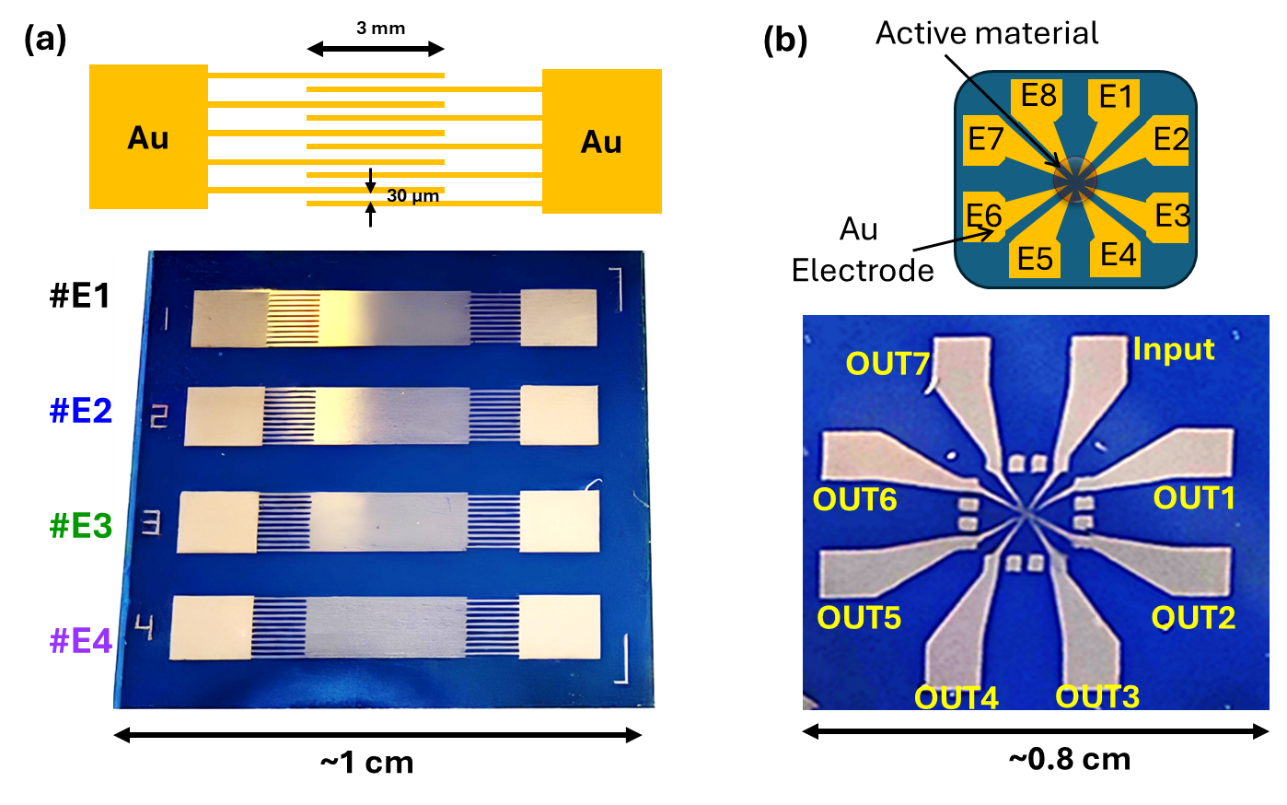 (a)
3 mm
Au
Au
30 µm
#E1
#E2
#E3
#E4
1
2
3
4
~1 cm
(b)
Active material
E8
E1
E7
E2
E6
E3
E5
E4
Au
Electrode
OUT7
Input
OUT6
OUT1
OUT5
OUT2
OUT4
OUT3
~0.8 cm